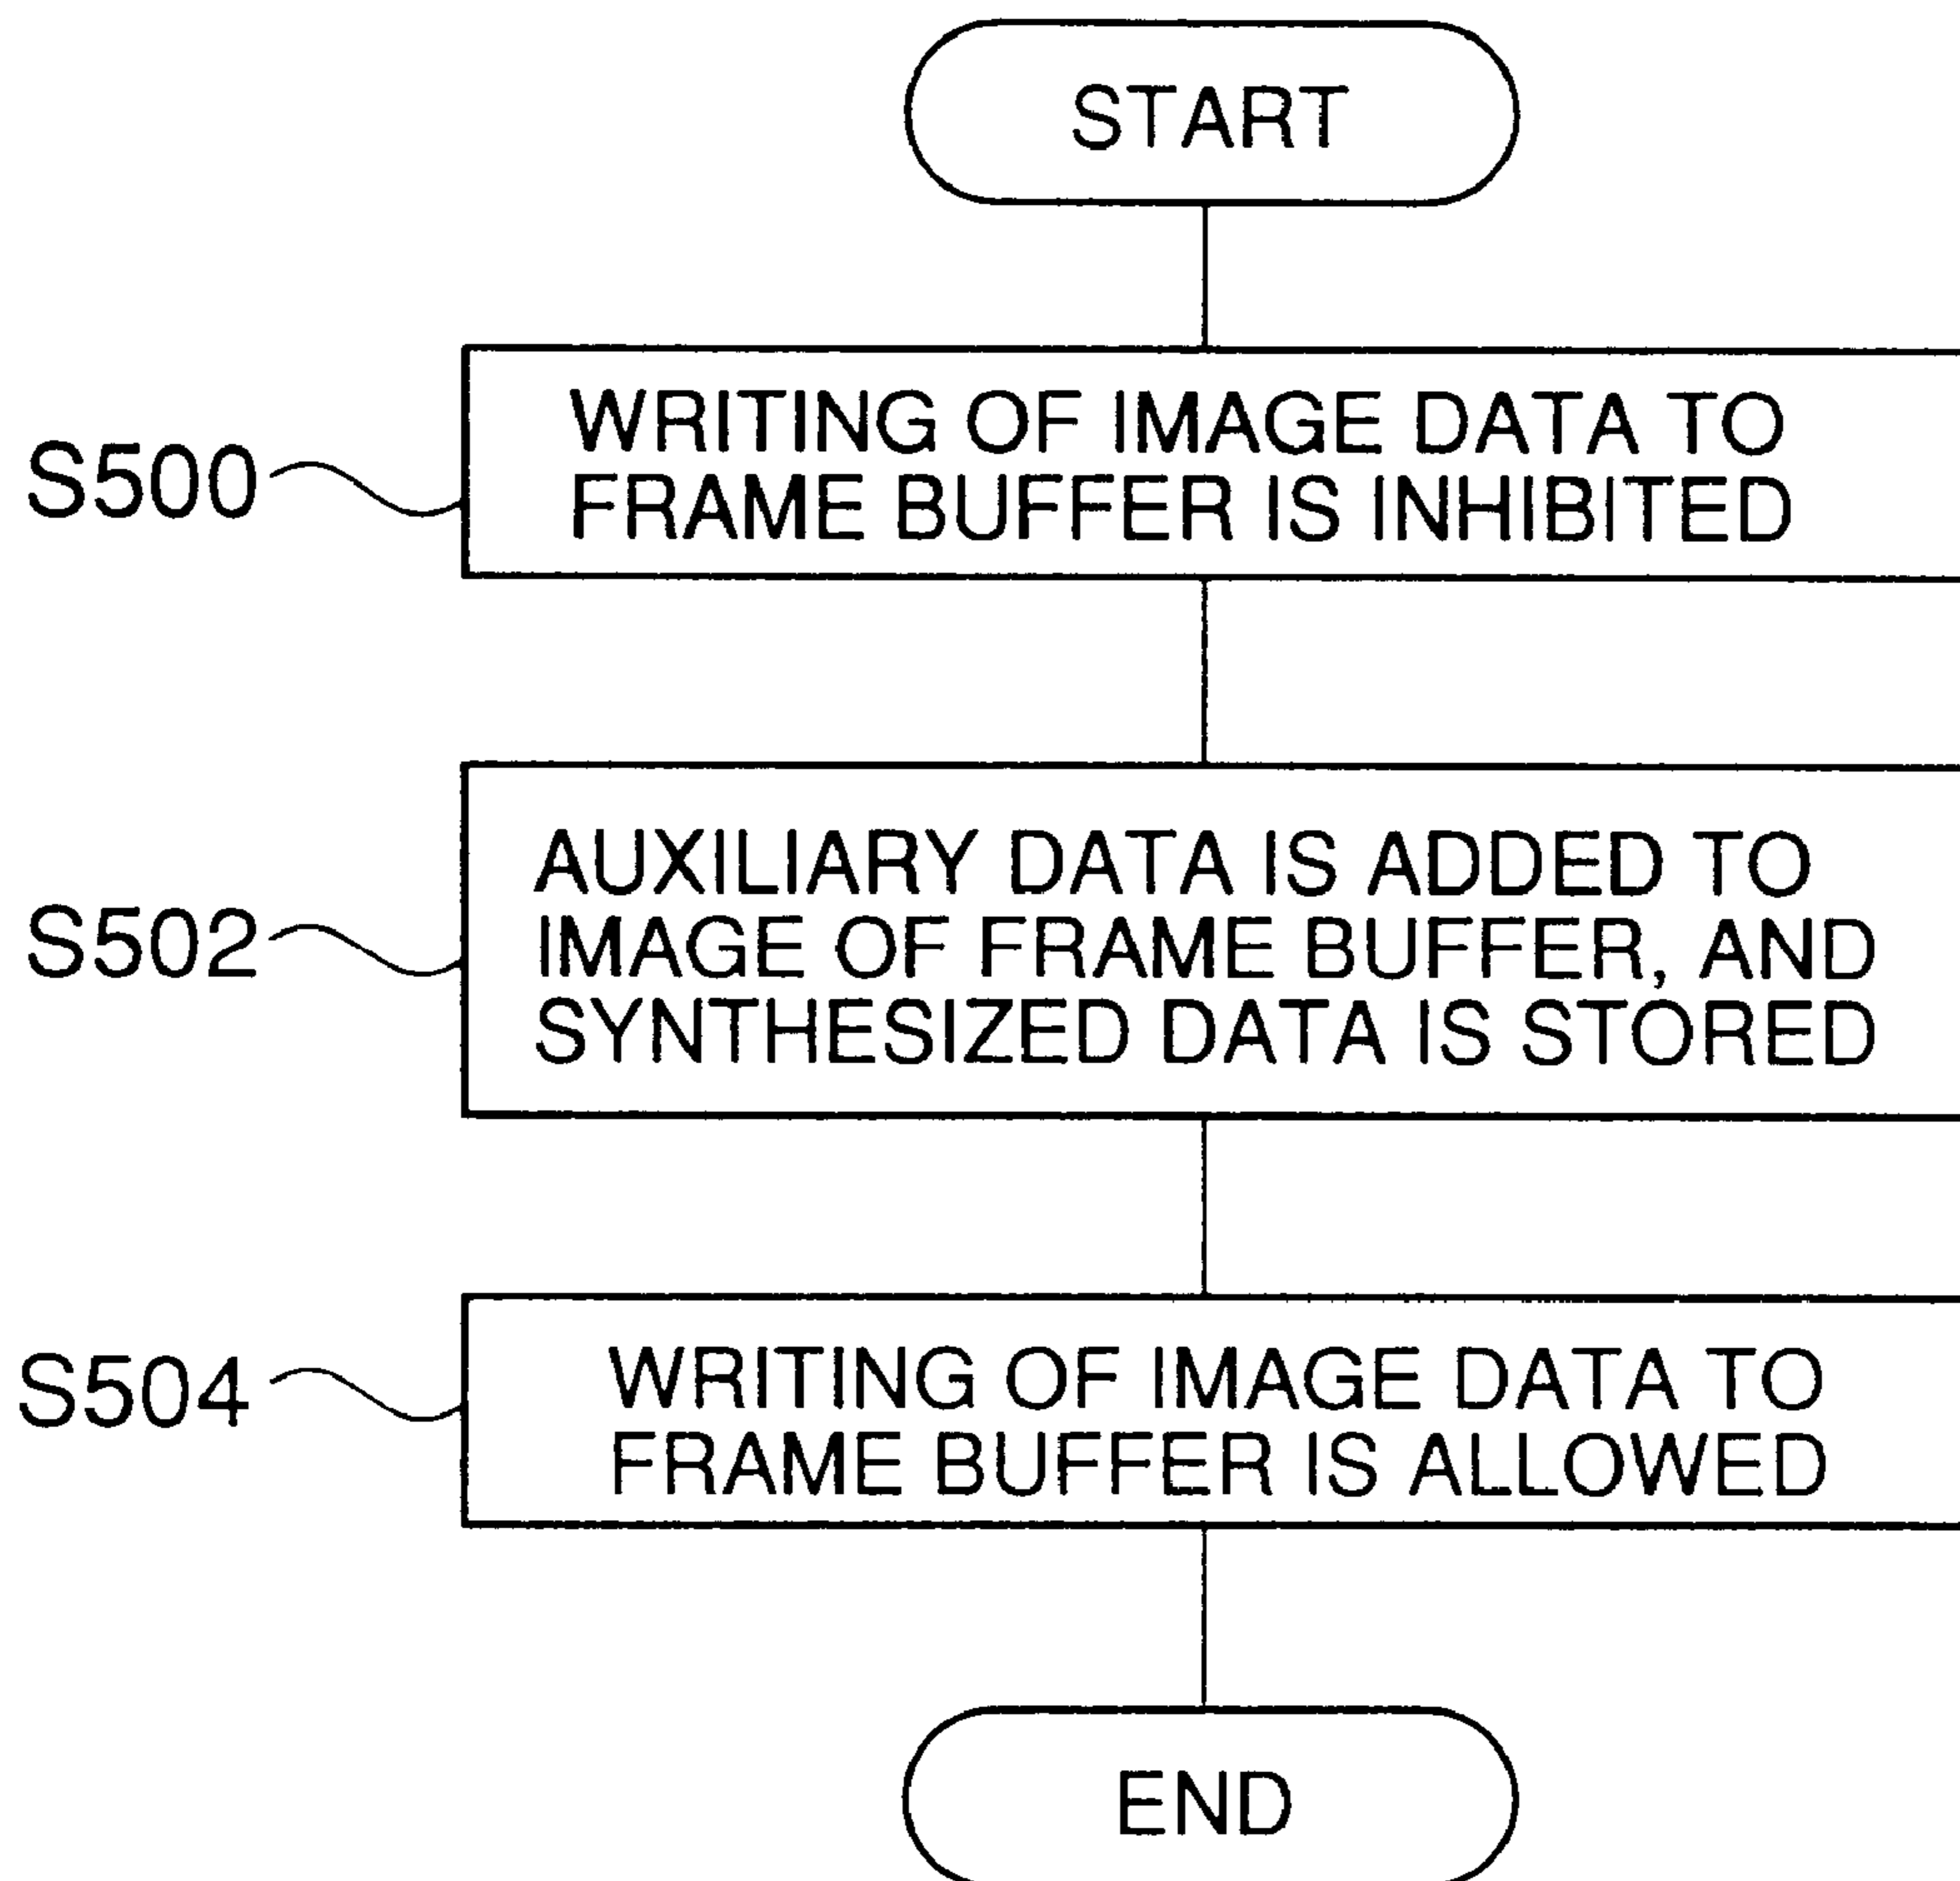 START
S500
WRITING OF IMAGE DATA TO
FRAME BUFFER IS INHIBITED
S502
AUXILIARY DATA IS ADDED TO
IMAGE OF FRAME BUFFER, AND
SYNTHESIZED DATA IS STORED
S504
WRITING OF IMAGE DATA TO
FRAME BUFFER IS ALLOWED
END